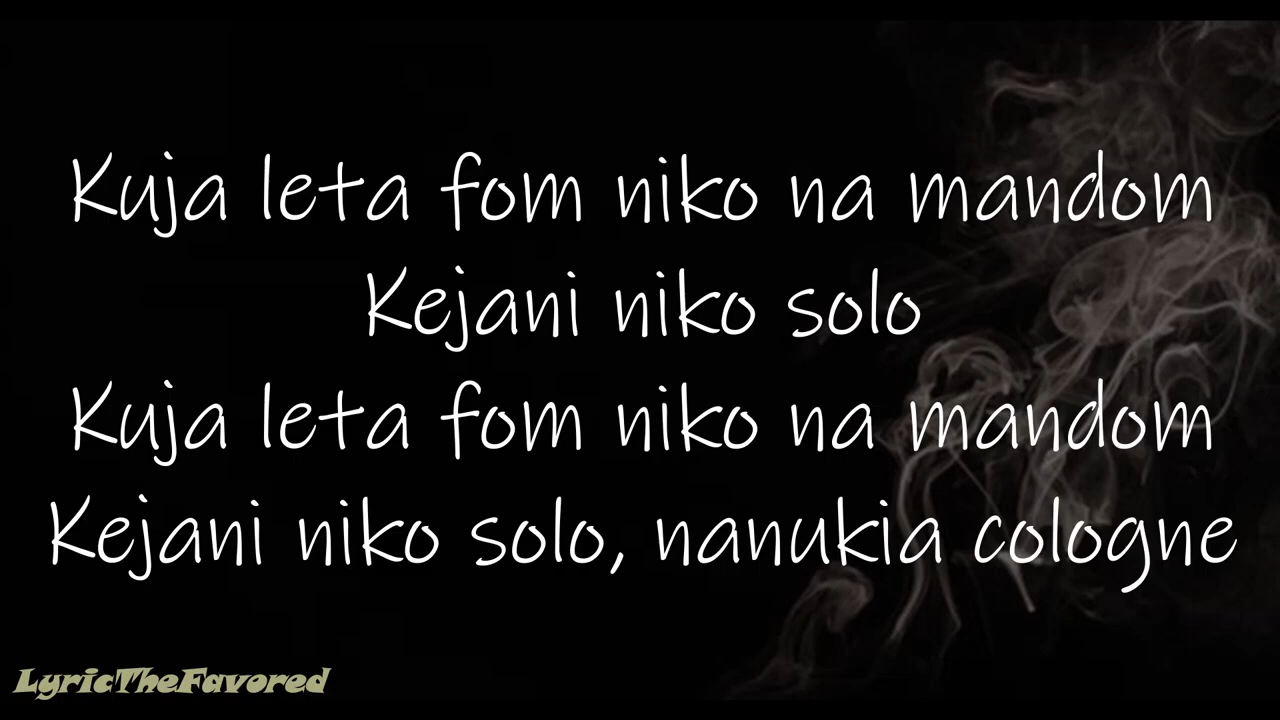 Kuja leta fom niko na mandom
Kejani niko solo
Kuja leta fom niko na mandom
Kejani niko solo, nanukia cologne
LyricTheFavored